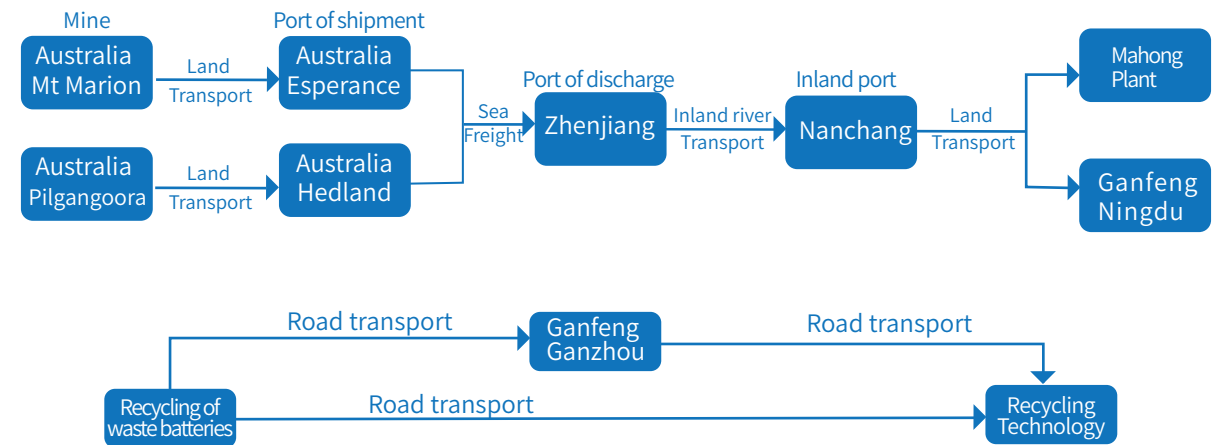 Mine
Port of shipment
Australia
Mt Marion
Land
Transport
Australia
Esperance
Australia
Pilgangoora
Land
Transport
Australia
Hedland
Sea
Freight
Port of discharge
Zhenjiang
Inland river
Transport
Inland port
Nanchang
Land
Transport
Mahong
Plant
Ganfeng
Ningdu
Road transport
Ganfeng
Ganzhou
Road transport
Recycling of
waste batteries
Road transport
Recycling
Technology